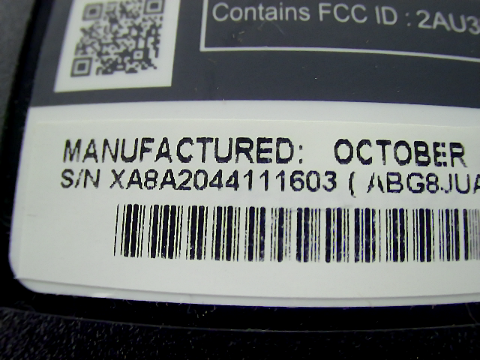 Contains FCC ID : 2AU3
MANUFACTURED: OCTOBER
S/N XA8A2044111603 ( ABG8JUA